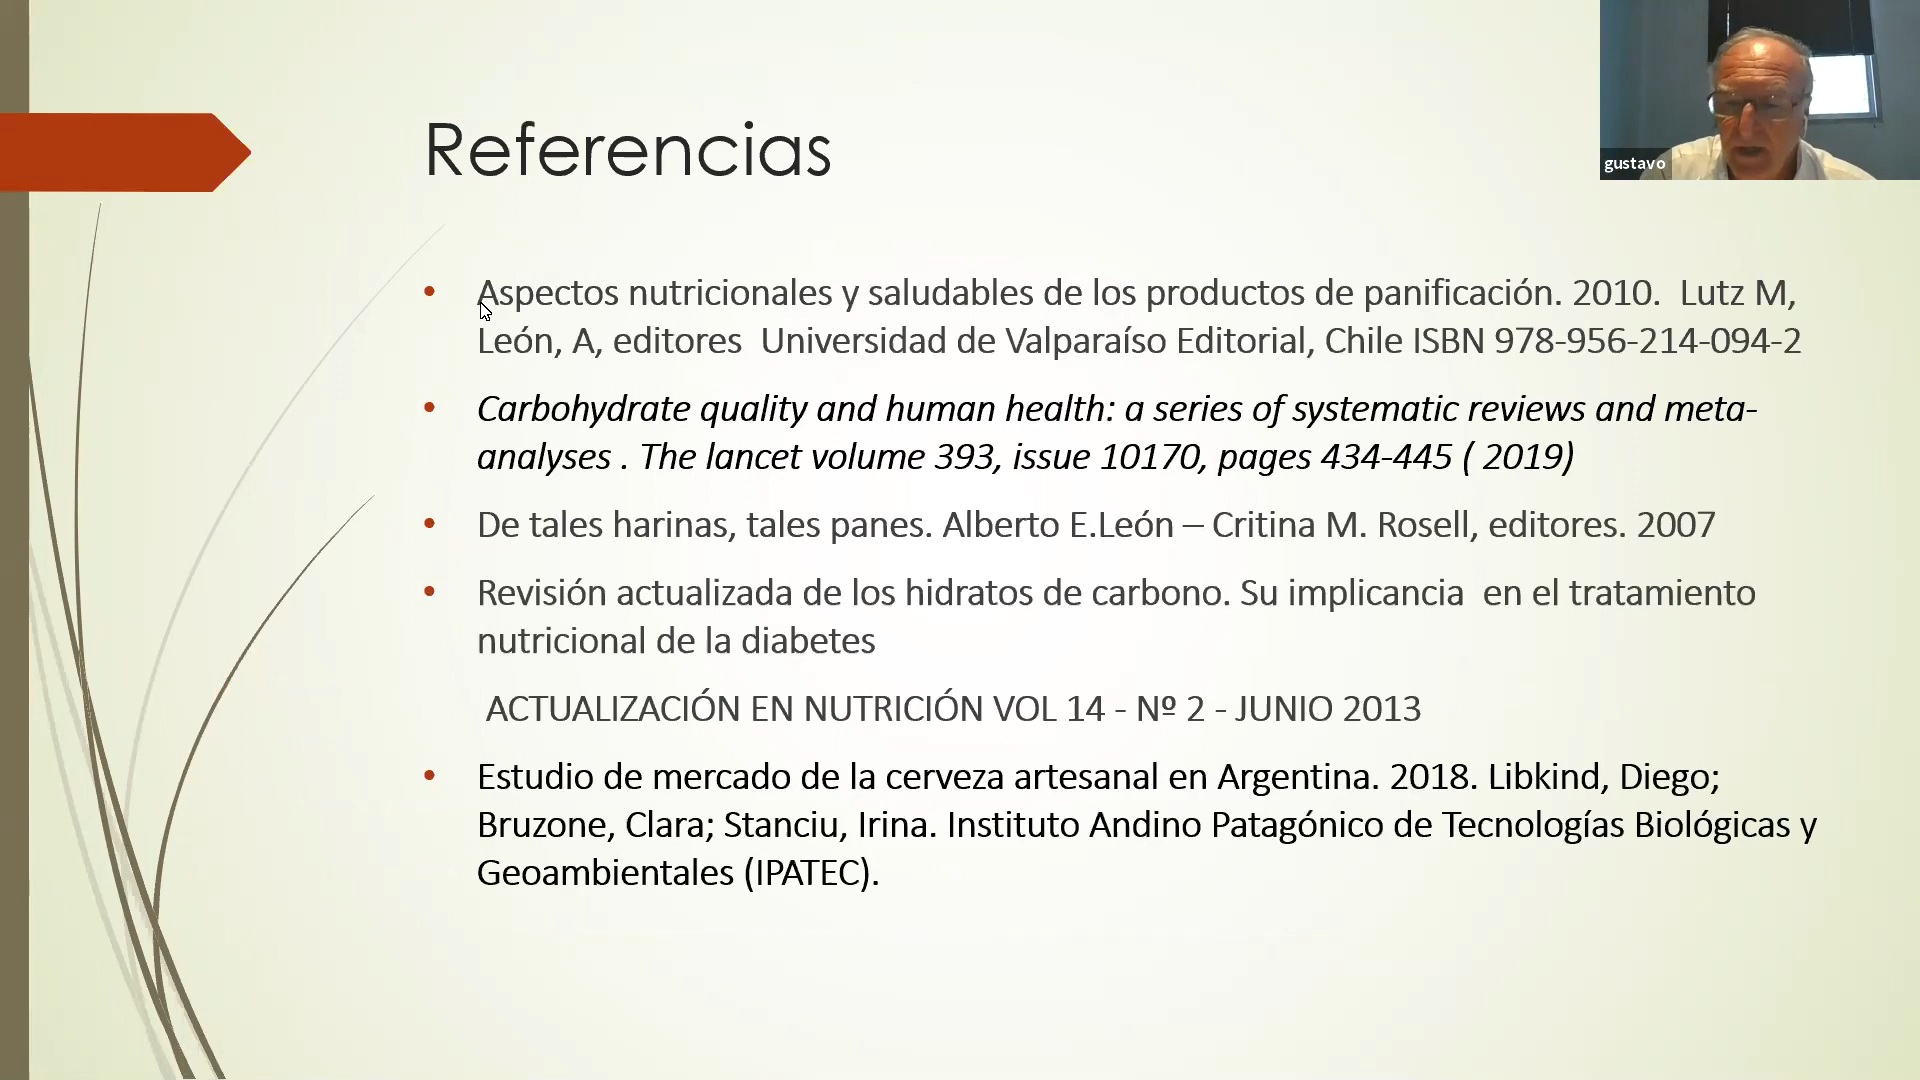 Referencias
gustavo
Aspectos nutricionales y saludables de los productos de panificación. 2010.  Lutz M,
León, A, editores  Universidad de Valparaíso Editorial, Chile ISBN 978-956-214-094-2
Carbohydrate quality and human health: a series of systematic reviews and meta-
analyses . The lancet volume 393, issue 10170, pages 434-445 ( 2019)
De tales harinas, tales panes. Alberto E.León – Critina M. Rosell, editores. 2007
Revisión actualizada de los hidratos de carbono. Su implicancia  en el tratamiento
nutricional de la diabetes
ACTUALIZACIÓN EN NUTRICIÓN VOL 14 - Nº 2 - JUNIO 2013
Estudio de mercado de la cerveza artesanal en Argentina. 2018. Libkind, Diego;
Bruzone, Clara; Stanciu, Irina. Instituto Andino Patagónico de Tecnologías Biológicas y
Geoambientales (IPATEC).